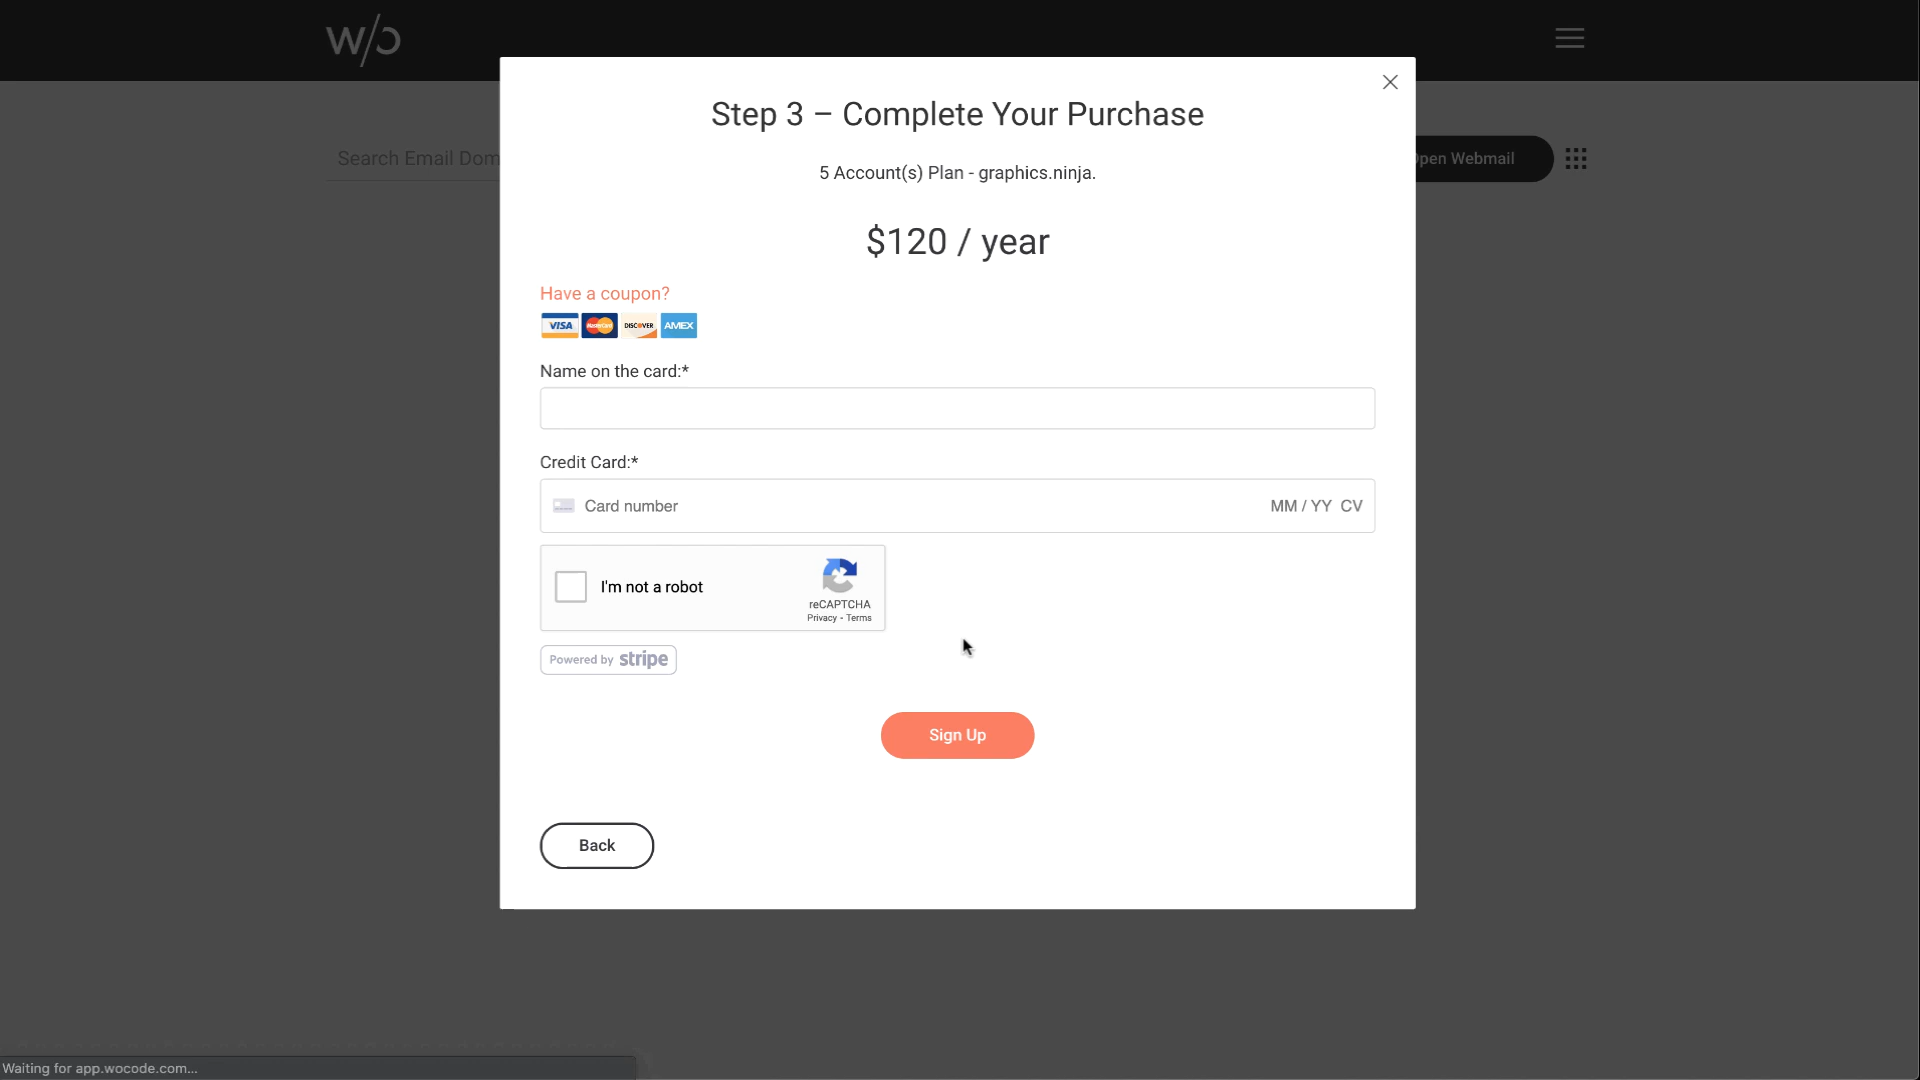 W/O
Step 3 – Complete Your Purchase
Search Email Dom
pen Webmail
5 Account(s) Plan - graphics.ninja.
$120 / year
Have a coupon?
VISA MasterCard DISCOVER AMEX
Name on the card:*
Credit Card:*
Card number MM / YY CV
I'm not a robot
reCAPTCHA
Privacy - Terms
Powered by stripe
Sign Up
Back
Waiting for app.wocode.com...